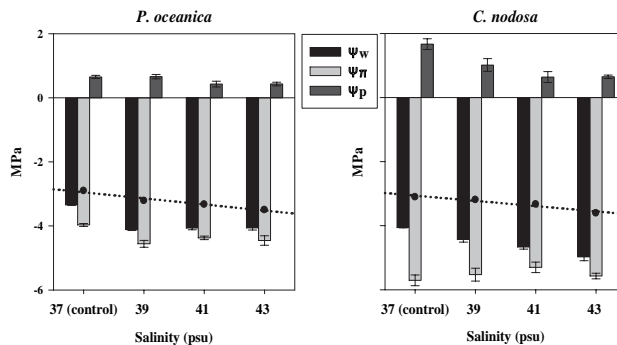 P. oceanica
C. nodosa
Ψw
Ψπ
Ψp
MPa
2
0
-2
-4
-6
37 (control) 39 41 43
Salinity (psu)
MPa
37 (control) 39 41 43
Salinity (psu)